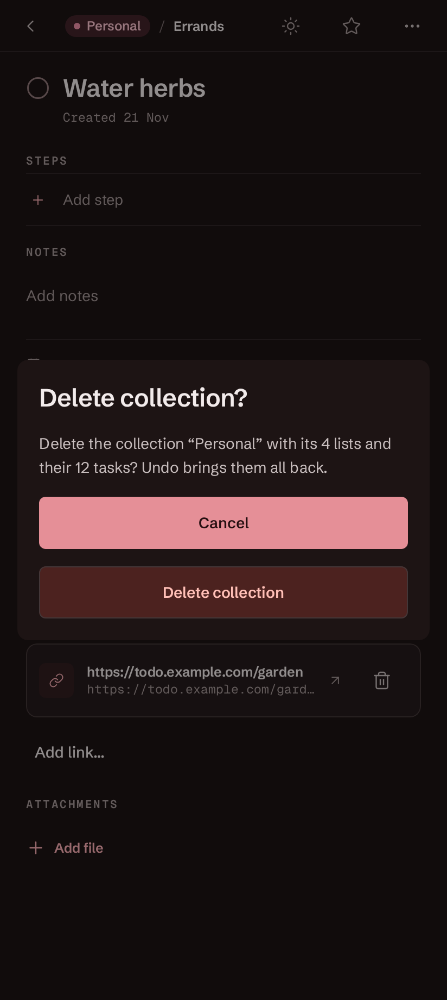 Personal / Errands
Water herbs
Created 21 Nov
STEPS
Add step
NOTES
Add notes
Delete collection?
Delete the collection “Personal” with its 4 lists and
their 12 tasks? Undo brings them all back.
Cancel
Delete collection
https://todo.example.com/garden
https://todo.example.com/gard…
Add link…
ATTACHMENTS
Add file